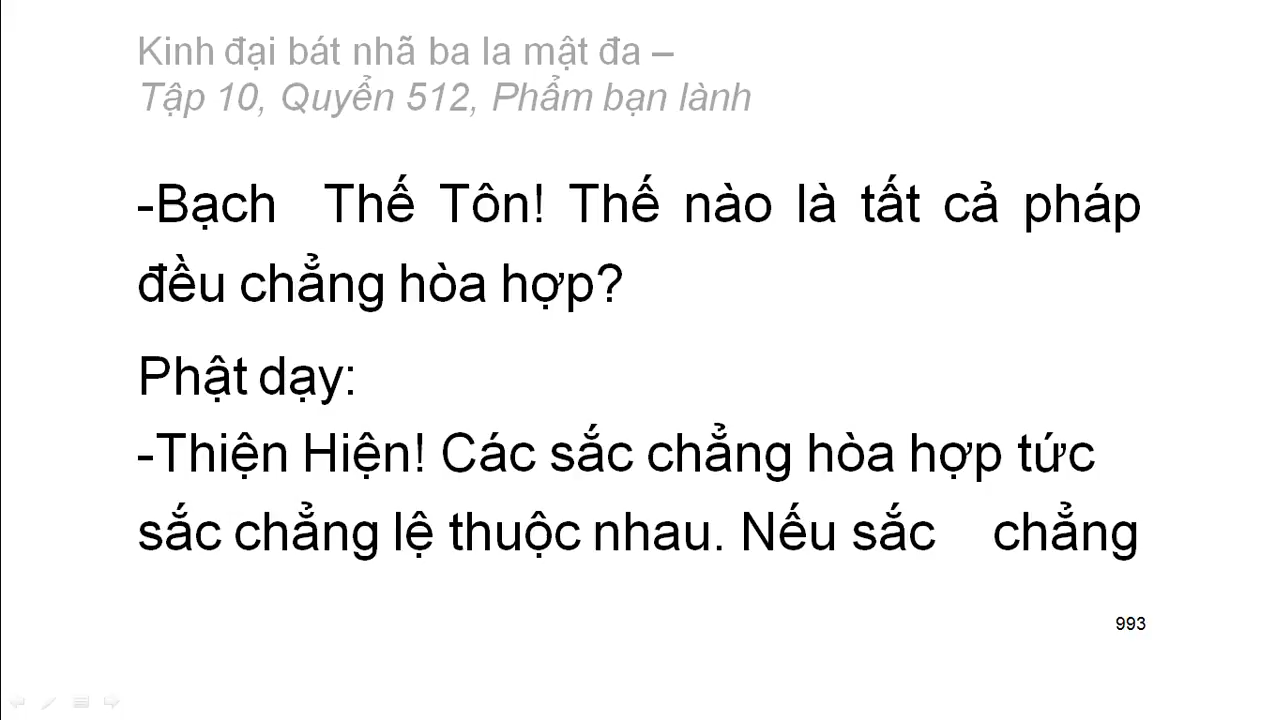 Kinh đại bát nhã ba la mật đa –
Tập 10, Quyển 512, Phẩm bạn lành
-Bạch Thế Tôn! Thế nào là tất cả pháp
đều chẳng hòa hợp?
Phật dạy:
-Thiện Hiện! Các sắc chẳng hòa hợp tức
sắc chẳng lệ thuộc nhau. Nếu sắc chẳng
993